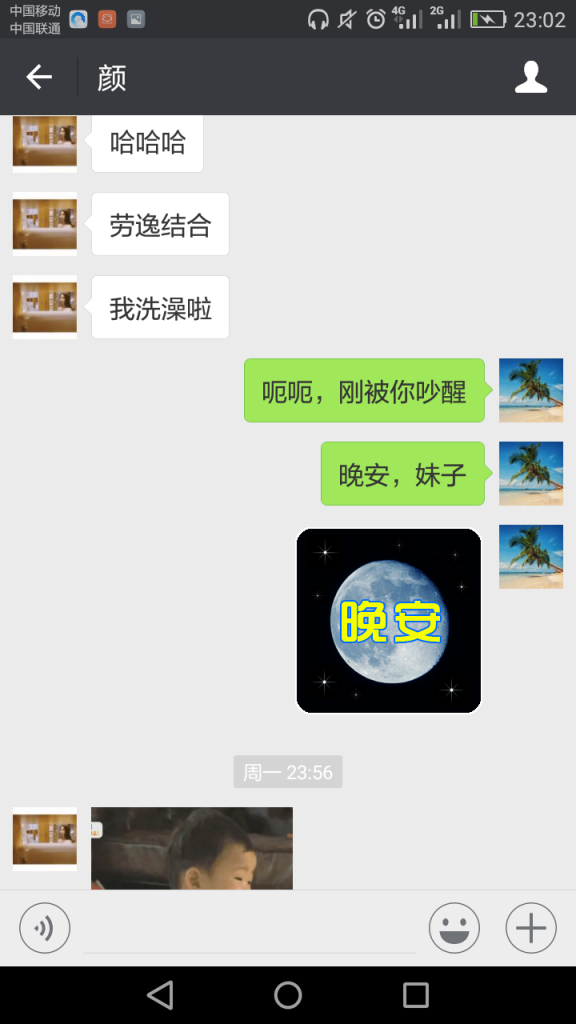 中国移动
中国联通
4G
2G
23:02
颜
哈哈哈
劳逸结合
我洗澡啦
呃呃，刚被你吵醒
晚安，妹子
晚安
周一 23:56